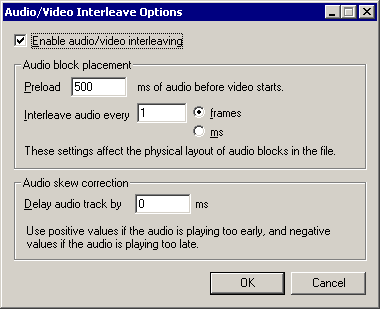 Audio/Video Interleave Options
Enable audio/video interleaving
Audio block placement
Preload 500 ms of audio before video starts.
Interleave audio every 1 frames
ms
These settings affect the physical layout of audio blocks in the file.
Audio skew correction
Delay audio track by 0 ms
Use positive values if the audio is playing too early, and negative
values if the audio is playing too late.
OK Cancel